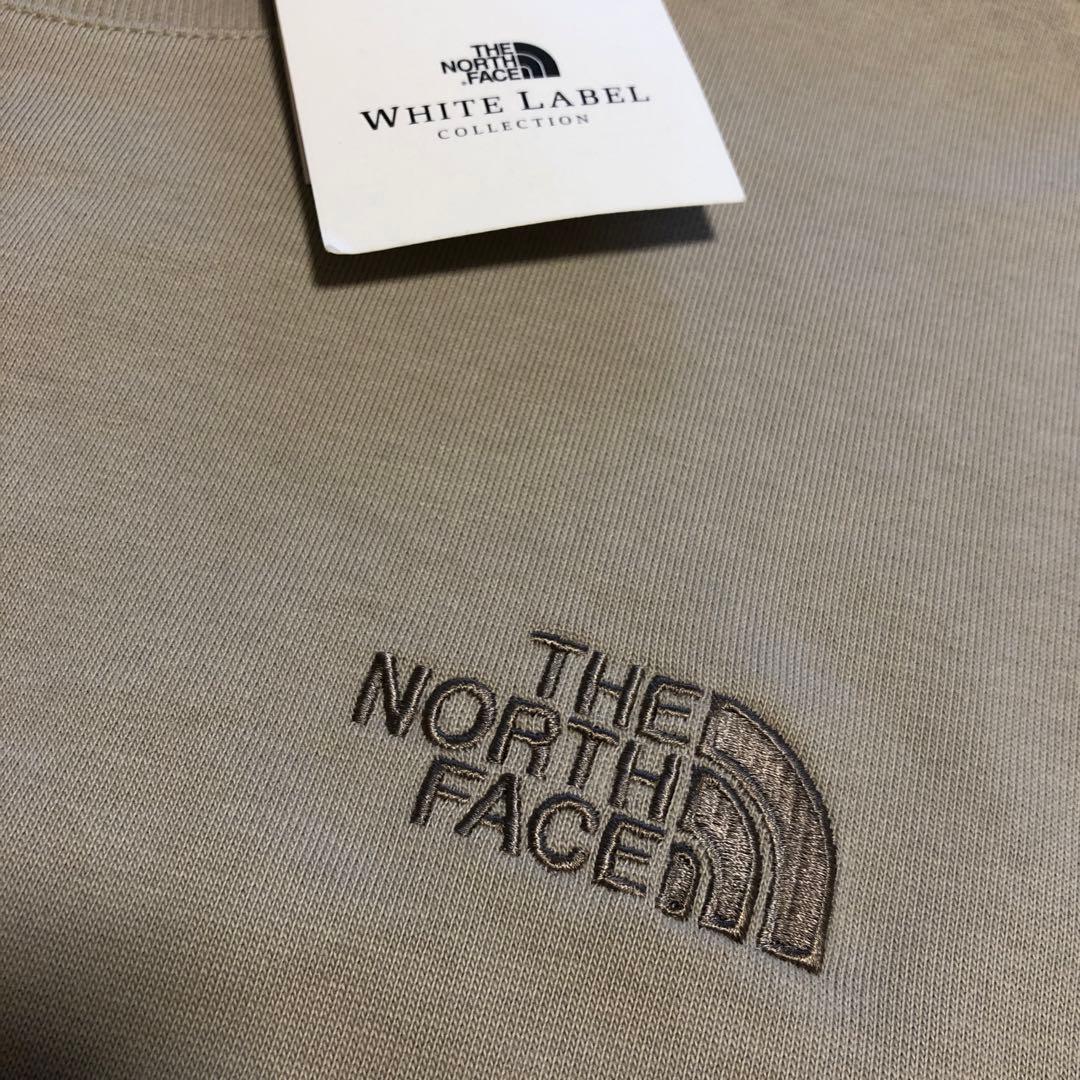 THE
NORTH
FACE
WHITE LABEL
COLLECTION
THE
NORTH
FACE